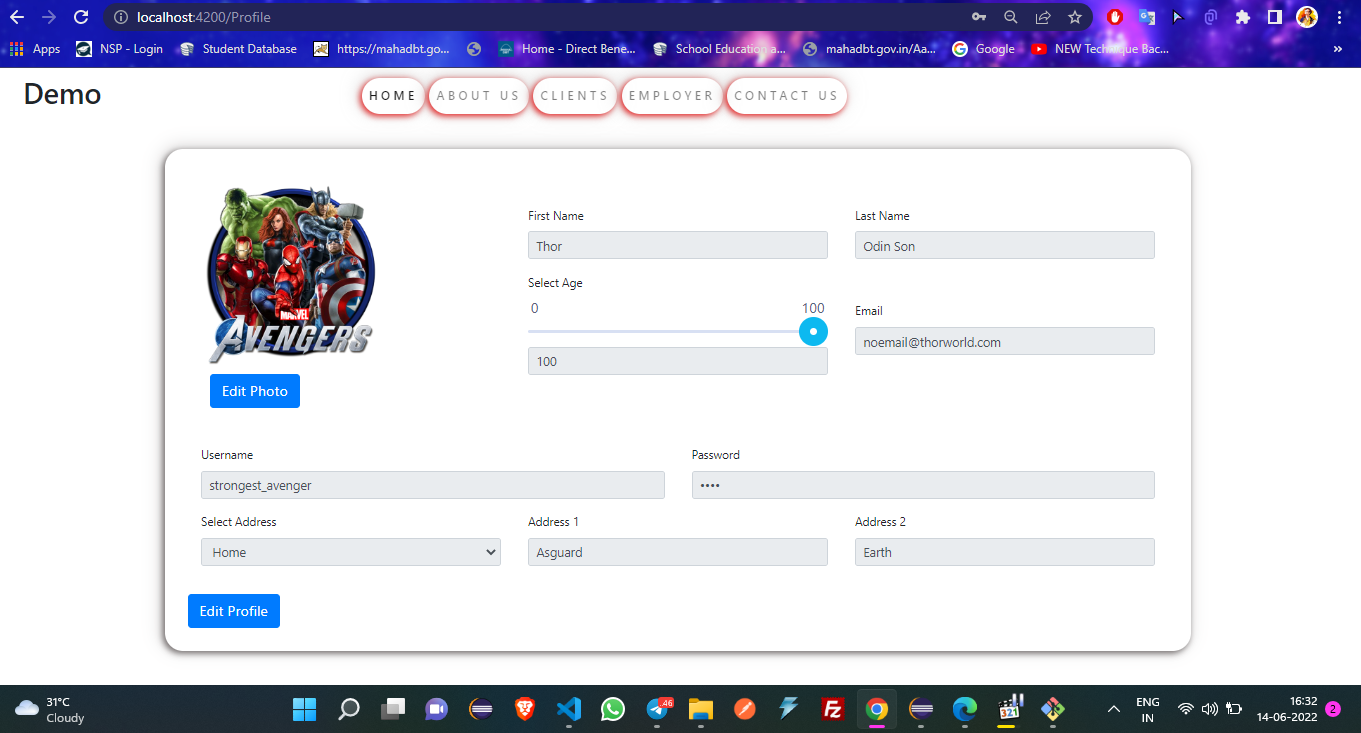 localhost:4200/Profile
Apps NSP - Login Student Database https://mahadbt.go... Home - Direct Bene... School Education a... mahadbt.gov.in/Aa... Google NEW Technique Bac... »
Demo HOME ABOUT US CLIENTS EMPLOYER CONTACT US
MARVEL
AVENGERS
Edit Photo
First Name Last Name
Thor Odin Son
Select Age
0 100
Email
noemail@thorworld.com
100
Username Password
strongest_avenger ••••
Select Address Address 1 Address 2
Home Asguard Earth
Edit Profile
31°C
Cloudy
.46
321
ENG
IN
16:32
14-06-2022
2